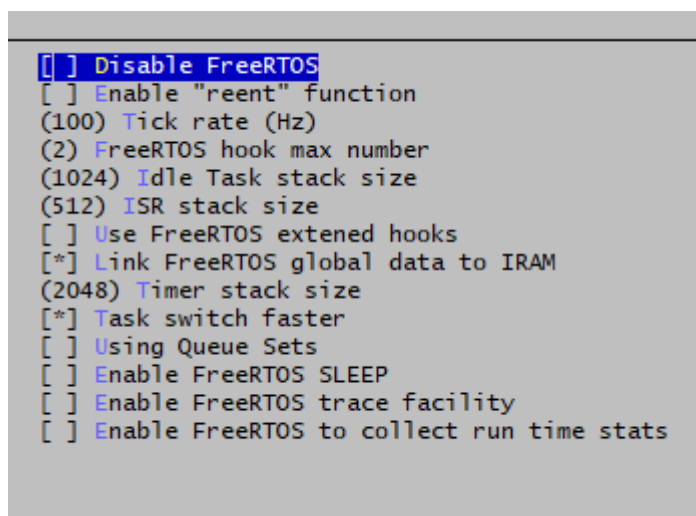 [ ] Disable FreeRTOS
[ ] Enable "reent" function
(100) Tick rate (Hz)
(2) FreeRTOS hook max number
(1024) Idle Task stack size
(512) ISR stack size
[ ] Use FreeRTOS extened hooks
[*] Link FreeRTOS global data to IRAM
(2048) Timer stack size
[*] Task switch faster
[ ] Using Queue Sets
[ ] Enable FreeRTOS SLEEP
[ ] Enable FreeRTOS trace facility
[ ] Enable FreeRTOS to collect run time stats